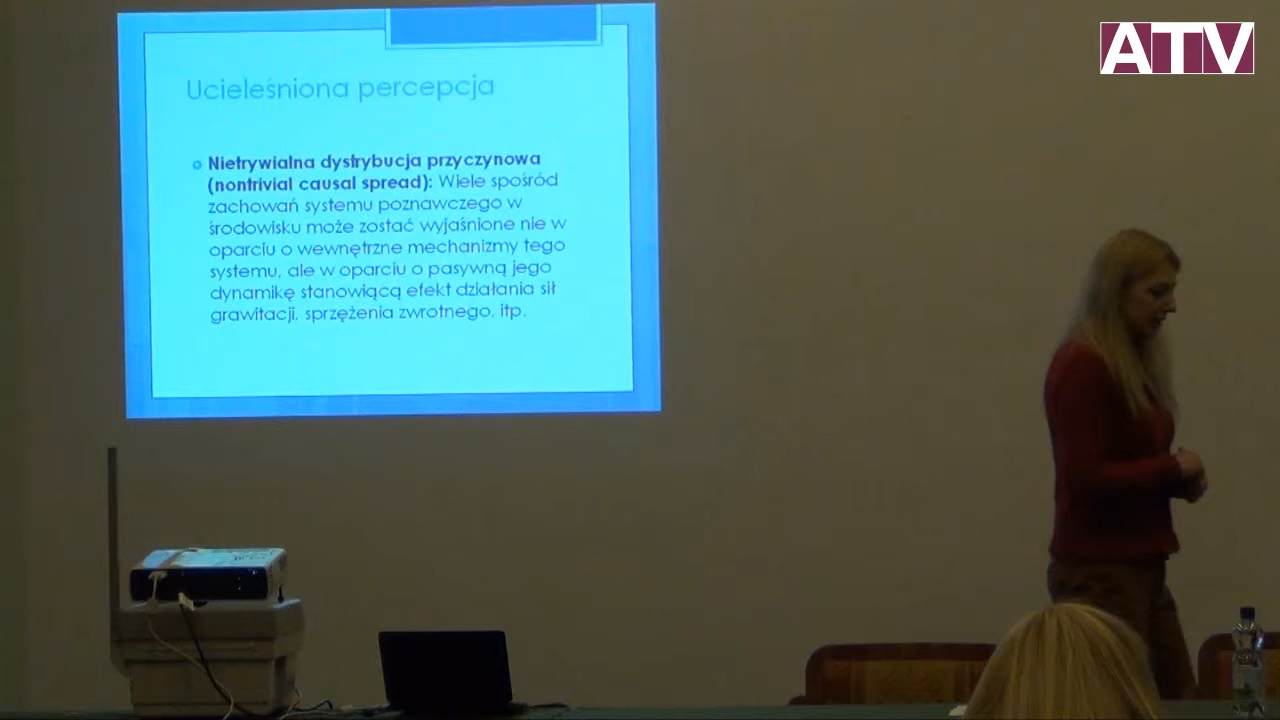 ATV
Ucieleśniona percepcja
Nietrywialna dystrybucja przyczynowa
(nontrivial causal spread): Wiele spośród
zachowań systemu poznawczego w
środowisku może zostać wyjaśnione nie w
oparciu o wewnętrzne mechanizmy tego
systemu, ale w oparciu o pasywną jego
dynamikę stanowiącą efekt działania sił
grawitacji, sprzężenia zwrotnego, itp.